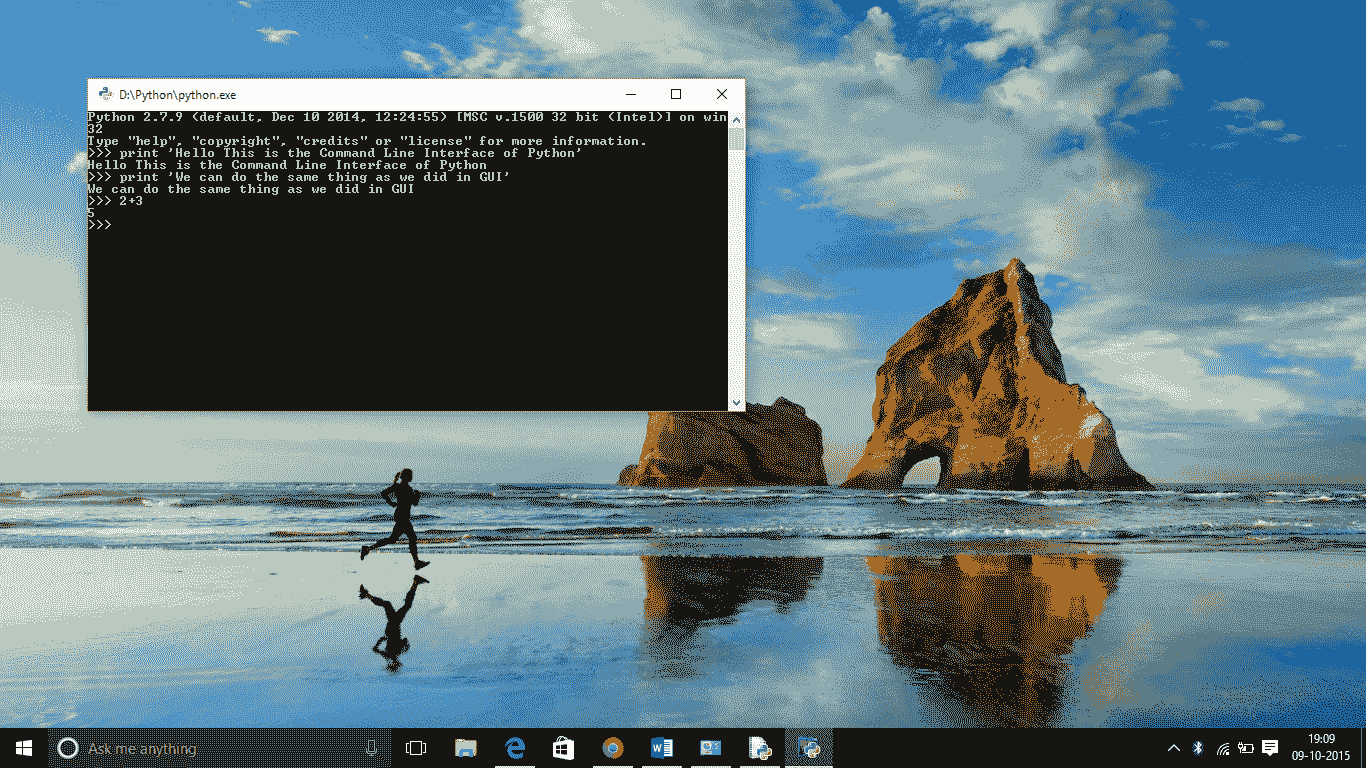 D:\Python\python.exe
Python 2.7.9 (default, Dec 10 2014, 12:24:55) [MSC v.1500 32 bit (Intel)] on win
32
Type "help", "copyright", "credits" or "license" for more information.
>>> print 'Hello This is the Command Line Interface of Python'
Hello This is the Command Line Interface of Python
>>> print 'We can do the same thing as we did in GUI'
We can do the same thing as we did in GUI
>>> 2+3
5
>>>
Ask me anything
19:09
09-10-2015